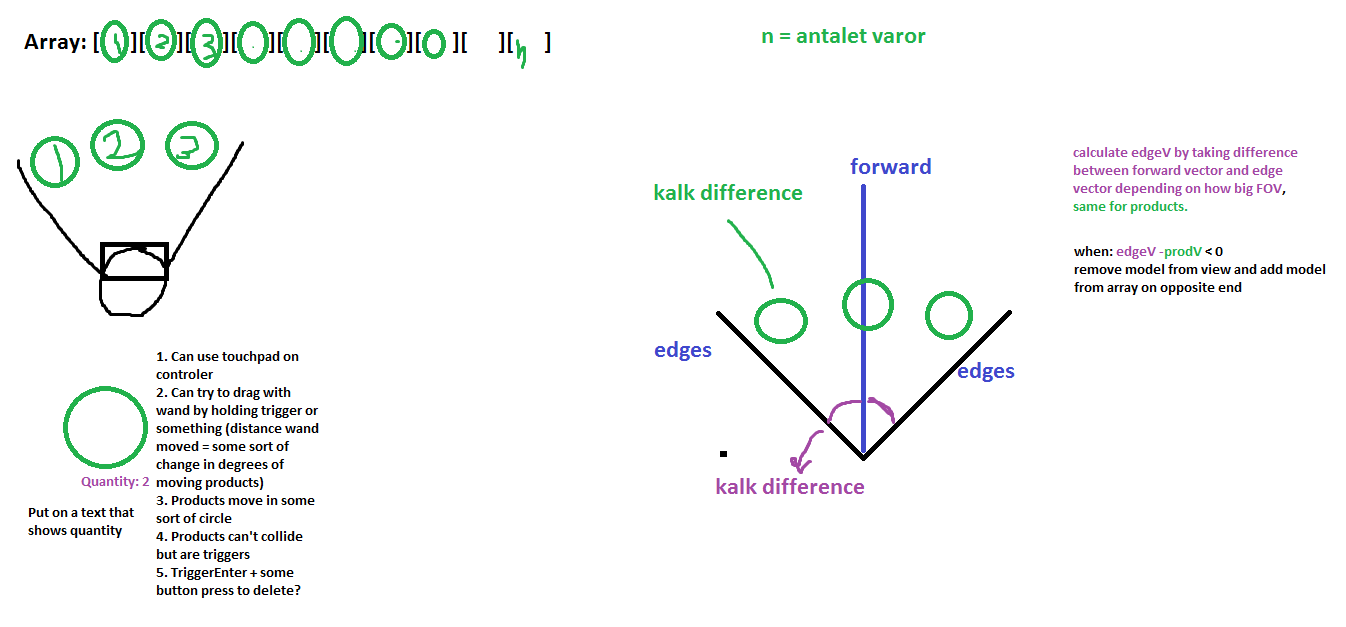 Array: [1][2][3][ ][ ][ ][ ][ ][ ][n ]
n = antalet varor
1 2 3
forward
kalk difference
edges
edges
kalk difference
calculate edgeV by taking difference
between forward vector and edge
vector depending on how big FOV,
same for products.
when: edgeV -prodV < 0
remove model from view and add model
from array on opposite end
1. Can use touchpad on
controler
2. Can try to drag with
wand by holding trigger or
something (distance wand
moved = some sort of
change in degrees of
moving products)
3. Products move in some
sort of circle
4. Products can't collide
but are triggers
5. TriggerEnter + some
button press to delete?
Quantity: 2
Put on a text that
shows quantity